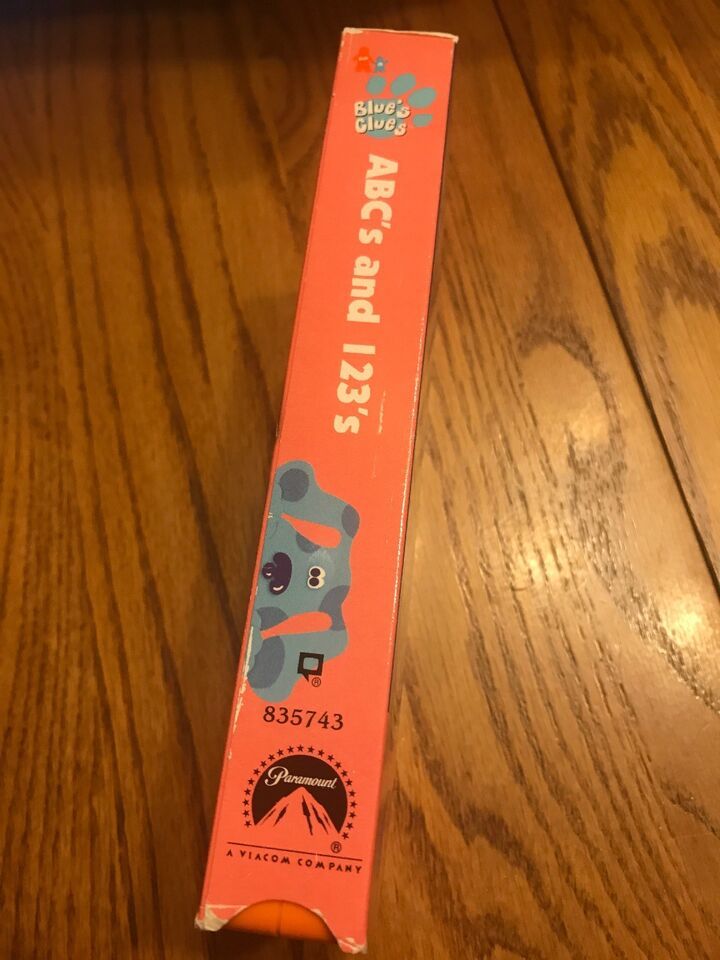 Blue's
Clues
ABC's and 123's
835743
Paramount
A VIACOM COMPANY